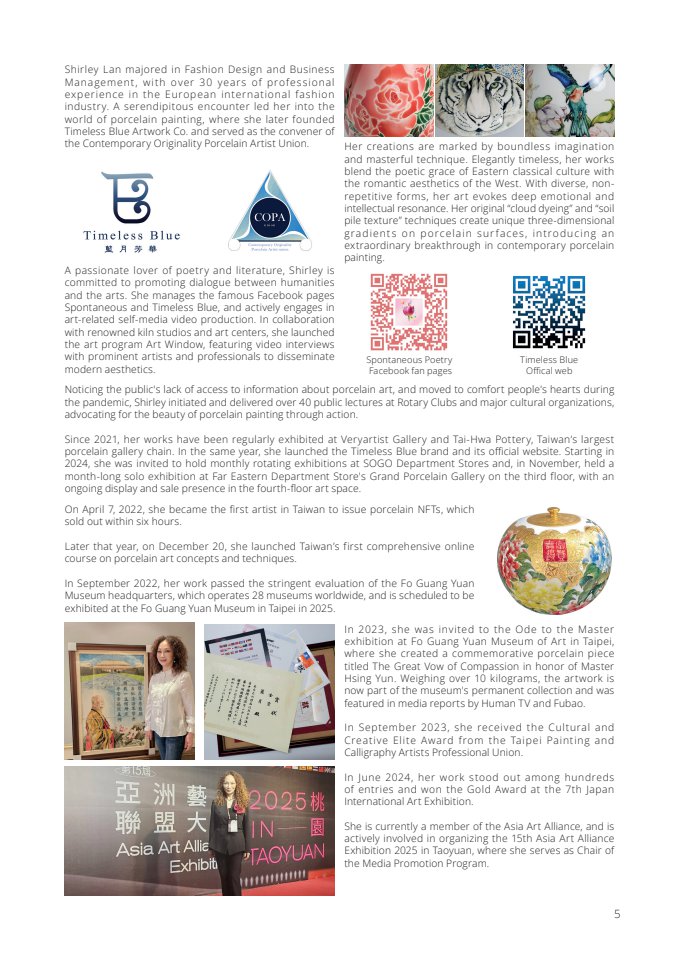 Shirley Lan majored in Fashion Design and Business
Management, with over 30 years of professional
experience in the European international fashion
industry. A serendipitous encounter led her into the
world of porcelain painting, where she later founded
Timeless Blue Artwork Co. and served as the convener of
the Contemporary Originality Porcelain Artist Union.
Timeless Blue
藍月芳華
COPA
Contemporary Originality
Porcelain Artist union
A passionate lover of poetry and literature, Shirley is
committed to promoting dialogue between humanities
and the arts. She manages the famous Facebook pages
Spontaneous and Timeless Blue, and actively engages in
art-related self-media video production. In collaboration
with renowned kiln studios and art centers, she launched
the art program Art Window, featuring video interviews
with prominent artists and professionals to disseminate
modern aesthetics.
Her creations are marked by boundless imagination
and masterful technique. Elegantly timeless, her works
blend the poetic grace of Eastern classical culture with
the romantic aesthetics of the West. With diverse, non-
repetitive forms, her art evokes deep emotional and
intellectual resonance. Her original “cloud dyeing” and “soil
pile texture” techniques create unique three-dimensional
gradients on porcelain surfaces, introducing an
extraordinary breakthrough in contemporary porcelain
painting.
Spontaneous Poetry
Facebook fan pages
Timeless Blue
Offical web
Noticing the public's lack of access to information about porcelain art, and moved to comfort people's hearts during
the pandemic, Shirley initiated and delivered over 40 public lectures at Rotary Clubs and major cultural organizations,
advocating for the beauty of porcelain painting through action.
Since 2021, her works have been regularly exhibited at Veryartist Gallery and Tai-Hwa Pottery, Taiwan's largest
porcelain gallery chain. In the same year, she launched the Timeless Blue brand and its official website. Starting in
2024, she was invited to hold monthly rotating exhibitions at SOGO Department Stores and, in November, held a
month-long solo exhibition at Far Eastern Department Store's Grand Porcelain Gallery on the third floor, with an
ongoing display and sale presence in the fourth-floor art space.
On April 7, 2022, she became the first artist in Taiwan to issue porcelain NFTs, which
sold out within six hours.
Later that year, on December 20, she launched Taiwan's first comprehensive online
course on porcelain art concepts and techniques.
In September 2022, her work passed the stringent evaluation of the Fo Guang Yuan
Museum headquarters, which operates 28 museums worldwide, and is scheduled to be
exhibited at the Fo Guang Yuan Museum in Taipei in 2025.
In 2023, she was invited to the Ode to the Master
exhibition at Fo Guang Yuan Museum of Art in Taipei,
where she created a commemorative porcelain piece
titled The Great Vow of Compassion in honor of Master
Hsing Yun. Weighing over 10 kilograms, the artwork is
now part of the museum's permanent collection and was
featured in media reports by Human TV and Fubao.
In September 2023, she received the Cultural and
Creative Elite Award from the Taipei Painting and
Calligraphy Artists Professional Union.
In June 2024, her work stood out among hundreds
of entries and won the Gold Award at the 7th Japan
International Art Exhibition.
She is currently a member of the Asia Art Alliance, and is
actively involved in organizing the 15th Asia Art Alliance
Exhibition 2025 in Taoyuan, where she serves as Chair of
the Media Promotion Program.
第15屆
亞洲藝
聯盟大
Asia Art Allia
Exhibit
2025桃
IN 園
TAOYUAN
5